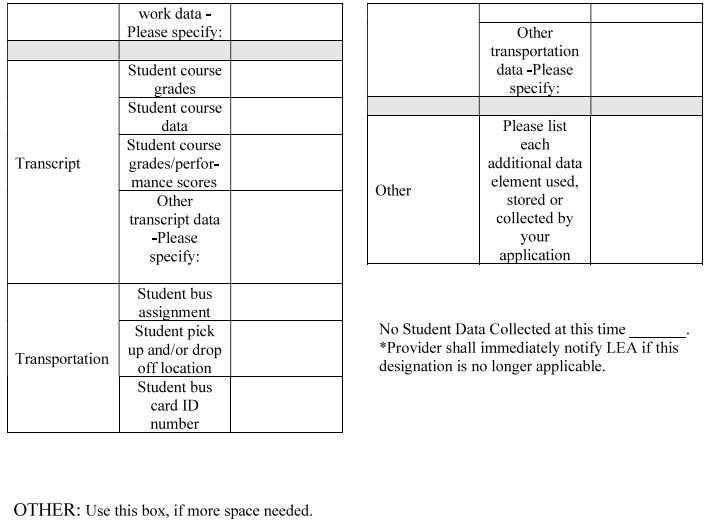 work data -
Please specify:
Student course
grades
Student course
data
Transcript
Student course
grades/perfor-
mance scores
Other
transcript data
-Please
specify:
Student bus
assignment
Transportation
Student pick
up and/or drop
off location
Student bus
card ID
number
Other
transportation
data -Please
specify:
Other
Please list
each
additional data
element used,
stored or
collected by
your
application
No Student Data Collected at this time _______.
*Provider shall immediately notify LEA if this
designation is no longer applicable.
OTHER: Use this box, if more space needed.